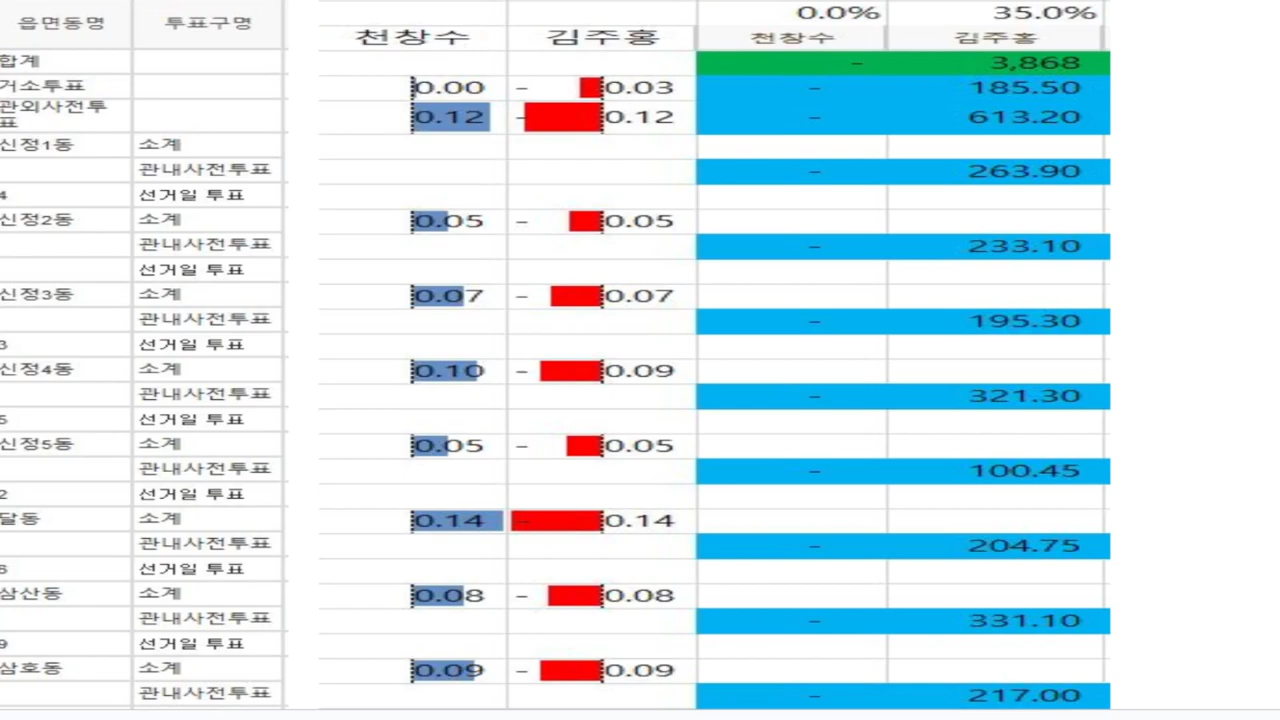 0.0% 35.0%
읍면동명 투표구명 천창수 김주홍 천창수 김주홍
합계 - 3,868
거소투표 0.00 - 0.03 - 185.50
관외사전투
표 0.12 - 0.12 - 613.20
신정1동 소계
관내사전투표 - 263.90
4 선거일 투표
신정2동 소계 0.05 - 0.05
관내사전투표 - 233.10
선거일 투표
신정3동 소계 0.07 - 0.07
관내사전투표 - 195.30
3 선거일 투표
신정4동 소계 0.10 - 0.09
관내사전투표 - 321.30
5 선거일 투표
신정5동 소계 0.05 - 0.05
관내사전투표 - 100.45
2 선거일 투표
달동 소계 0.14 - 0.14
관내사전투표 - 204.75
선거일 투표
삼산동 소계 0.08 - 0.08
관내사전투표 - 331.10
9 선거일 투표
삼호동 소계 0.09 - 0.09
관내사전투표 - 217.00